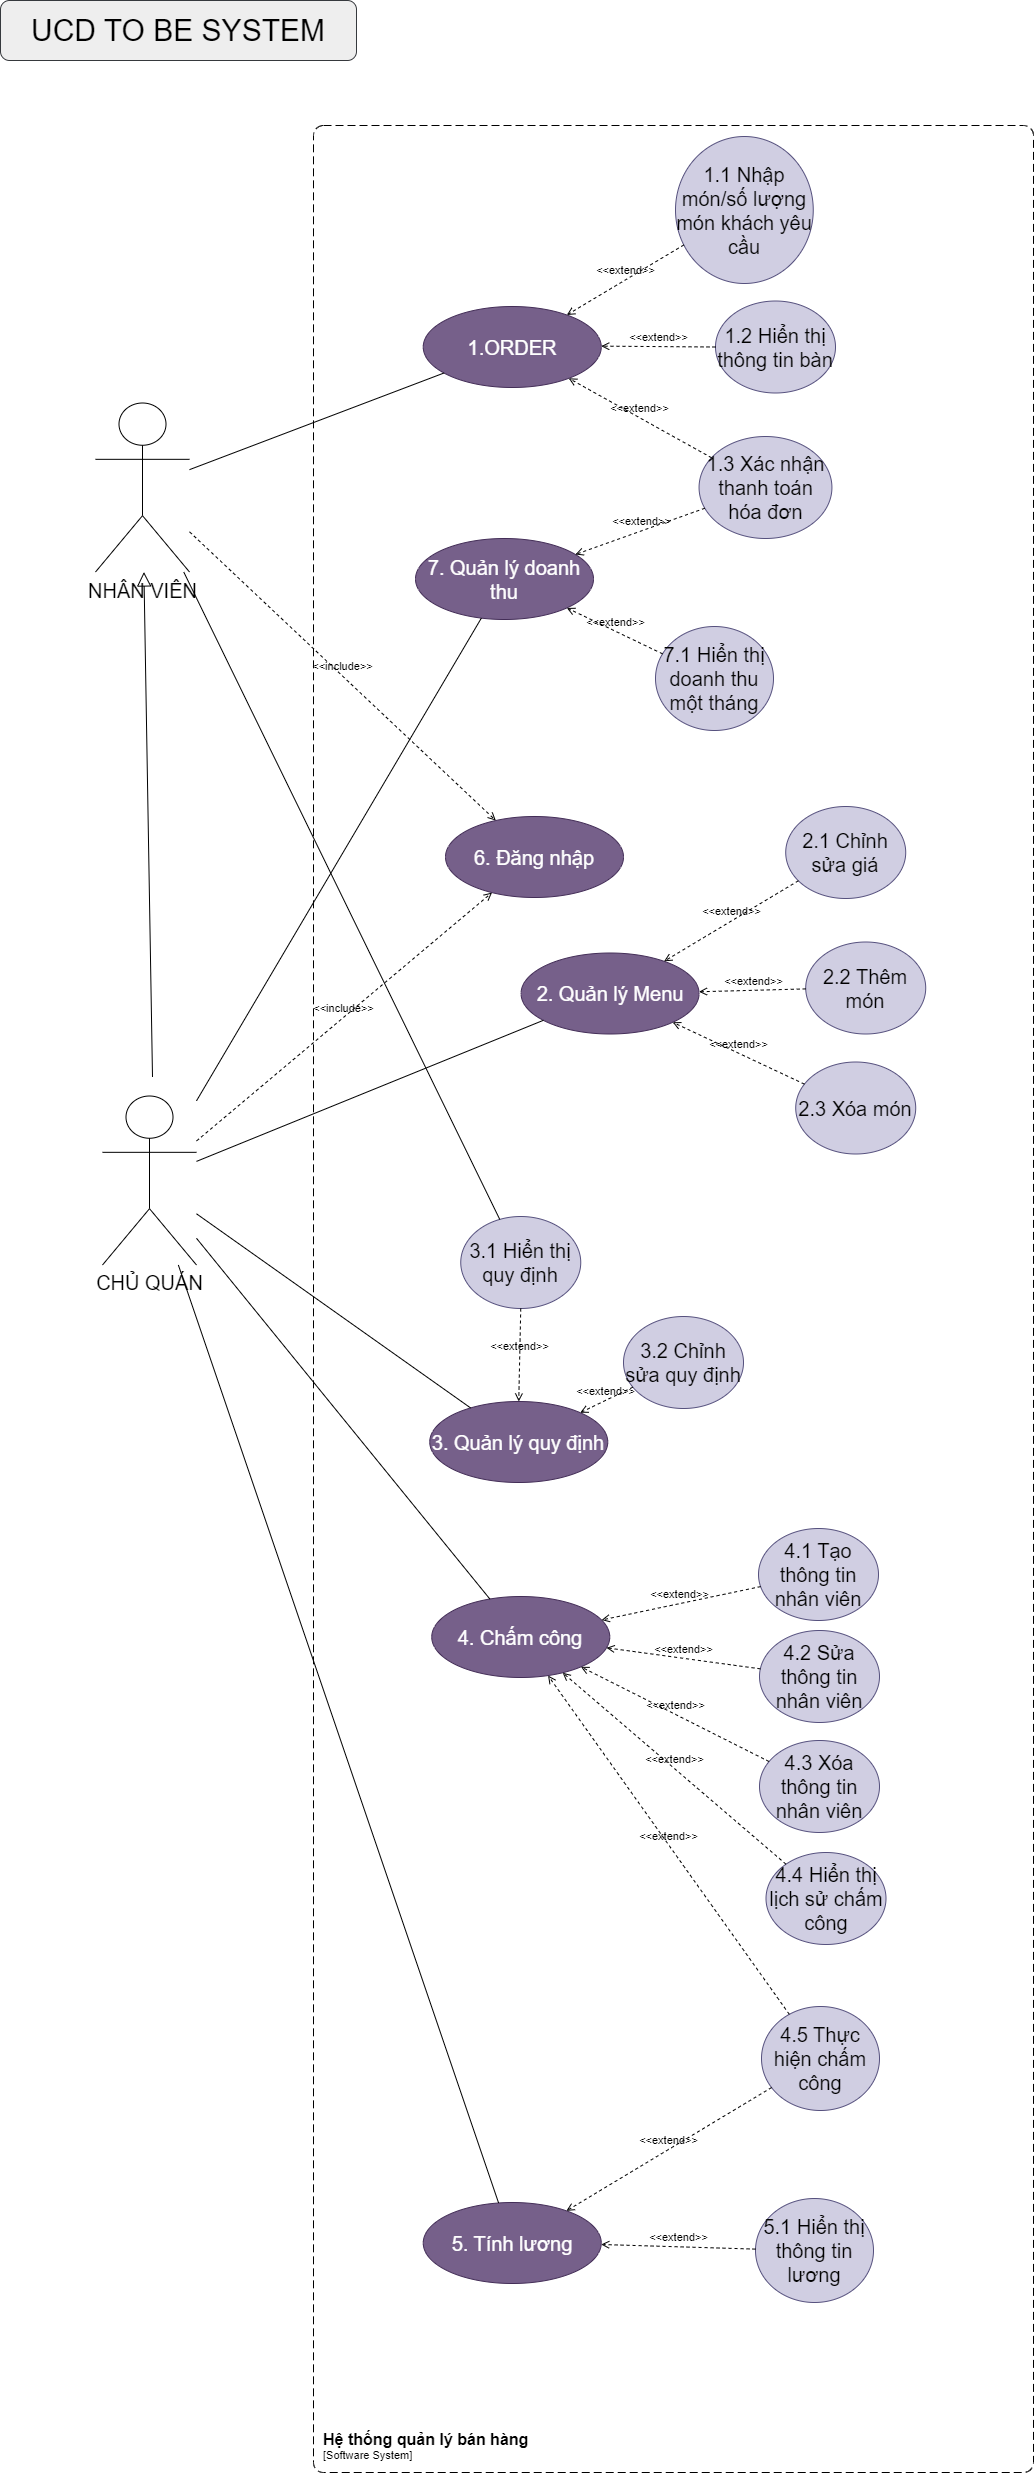 UCD TO BE SYSTEM
1.1 Nhập
món/số lượng
món khách yêu
cầu
<<extend>>
1.ORDER
<<extend>>
1.2 Hiển thị
thông tin bàn
<<extend>>
1.3 Xác nhận
thanh toán
hóa đơn
<<extend>>
NHÂN VIÊN
7. Quản lý doanh
thu
<<extend>>
7.1 Hiển thị
doanh thu
một tháng
<<include>>
6. Đăng nhập
2.1 Chỉnh
sửa giá
<<extend>>
2. Quản lý Menu
<<extend>>
2.2 Thêm
món
<<include>>
<<extend>>
2.3 Xóa món
CHỦ QUÁN
3.1 Hiển thị
quy định
<<extend>>
3.2 Chỉnh
sửa quy định
<<extend>>
3. Quản lý quy định
4.1 Tạo
thông tin
nhân viên
<<extend>>
4. Chấm công
<<extend>>
4.2 Sửa
thông tin
nhân viên
<<extend>>
4.3 Xóa
thông tin
nhân viên
<<extend>>
<<extend>>
4.4 Hiển thị
lịch sử chấm
công
4.5 Thực
hiện chấm
công
<<extend>>
5. Tính lương
<<extend>>
5.1 Hiển thị
thông tin
lương
Hệ thống quản lý bán hàng
[Software System]